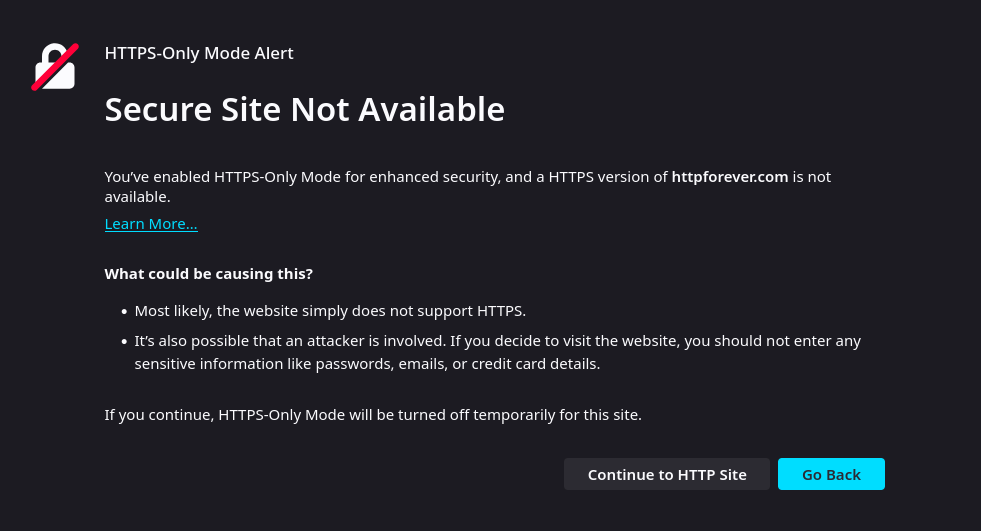 HTTPS-Only Mode Alert
Secure Site Not Available
You’ve enabled HTTPS-Only Mode for enhanced security, and a HTTPS version of httpforever.com is not
available.
Learn More…
What could be causing this?
• Most likely, the website simply does not support HTTPS.
• It’s also possible that an attacker is involved. If you decide to visit the website, you should not enter any
sensitive information like passwords, emails, or credit card details.
If you continue, HTTPS-Only Mode will be turned off temporarily for this site.
Continue to HTTP Site
Go Back